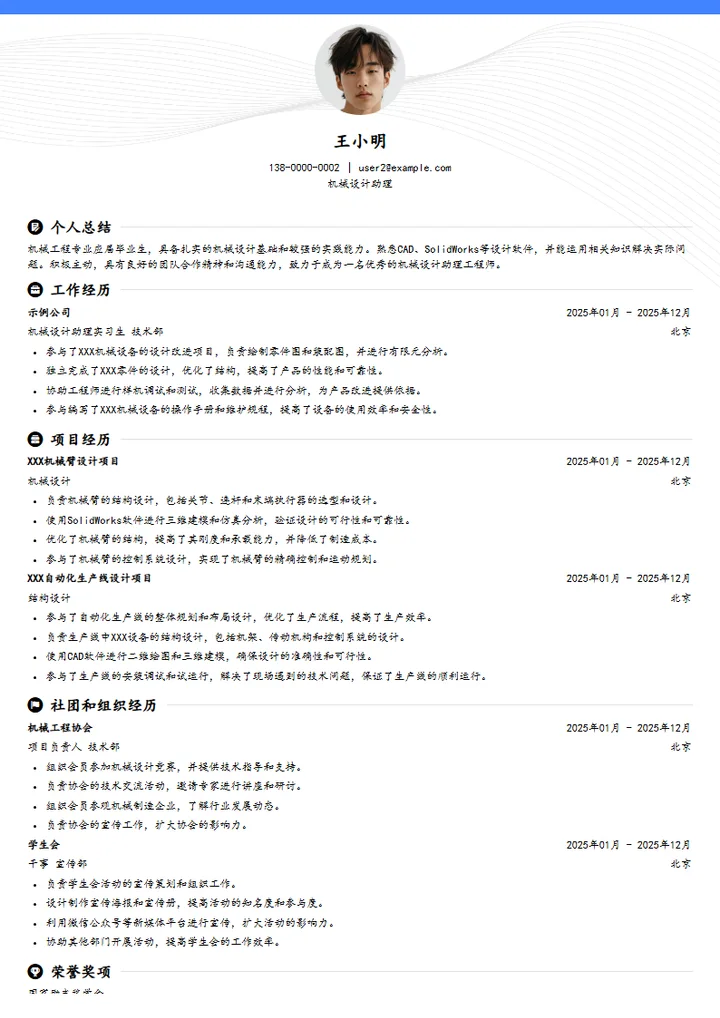 王小明
138-0000-0002 | user2@example.com
机械设计助理
个人总结
机械工程专业应届毕业生，具备扎实的机械设计基础和较强的实践能力。熟悉CAD、SolidWorks等设计软件，并能运用相关知识解决实际问
题。积极主动，具有良好的团队合作精神和沟通能力，致力于成为一名优秀的机械设计助理工程师。
工作经历
示例公司 2025年01月 - 2025年12月
机械设计助理实习生 技术部 北京
• 参与了XXX机械设备的设计改进项目，负责绘制零件图和装配图，并进行有限元分析。
• 独立完成了XXX零件的设计，优化了结构，提高了产品的性能和可靠性。
• 协助工程师进行样机调试和测试，收集数据并进行分析，为产品改进提供依据。
• 参与编写了XXX机械设备的操作手册和维护规程，提高了设备的使用效率和安全性。
项目经历
XXX机械臂设计项目 2025年01月 - 2025年12月
机械设计 北京
• 负责机械臂的结构设计，包括关节、连杆和末端执行器的选型和设计。
• 使用SolidWorks软件进行三维建模和仿真分析，验证设计的可行性和可靠性。
• 优化了机械臂的结构，提高了其刚度和承载能力，并降低了制造成本。
• 参与了机械臂的控制系统设计，实现了机械臂的精确控制和运动规划。
XXX自动化生产线设计项目 2025年01月 - 2025年12月
结构设计 北京
• 参与了自动化生产线的整体规划和布局设计，优化了生产流程，提高了生产效率。
• 负责生产线中XXX设备的结构设计，包括机架、传动机构和控制系统的设计。
• 使用CAD软件进行二维绘图和三维建模，确保设计的准确性和可行性。
• 参与了生产线的安装调试和试运行，解决了现场遇到的技术问题，保证了生产线的顺利运行。
社团和组织经历
机械工程协会 2025年01月 - 2025年12月
项目负责人 技术部 北京
• 组织会员参加机械设计竞赛，并提供技术指导和支持。
• 负责协会的技术交流活动，邀请专家进行讲座和研讨。
• 组织会员参观机械制造企业，了解行业发展动态。
• 负责协会的宣传工作，扩大协会的影响力。
学生会 2025年01月 - 2025年12月
干事 宣传部 北京
• 负责学生会活动的宣传策划和组织工作。
• 设计制作宣传海报和宣传册，提高活动的知名度和参与度。
• 利用微信公众号等新媒体平台进行宣传，扩大活动的影响力。
• 协助其他部门开展活动，提高学生会的工作效率。
荣誉奖项